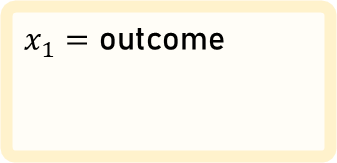 x₁ = outcome